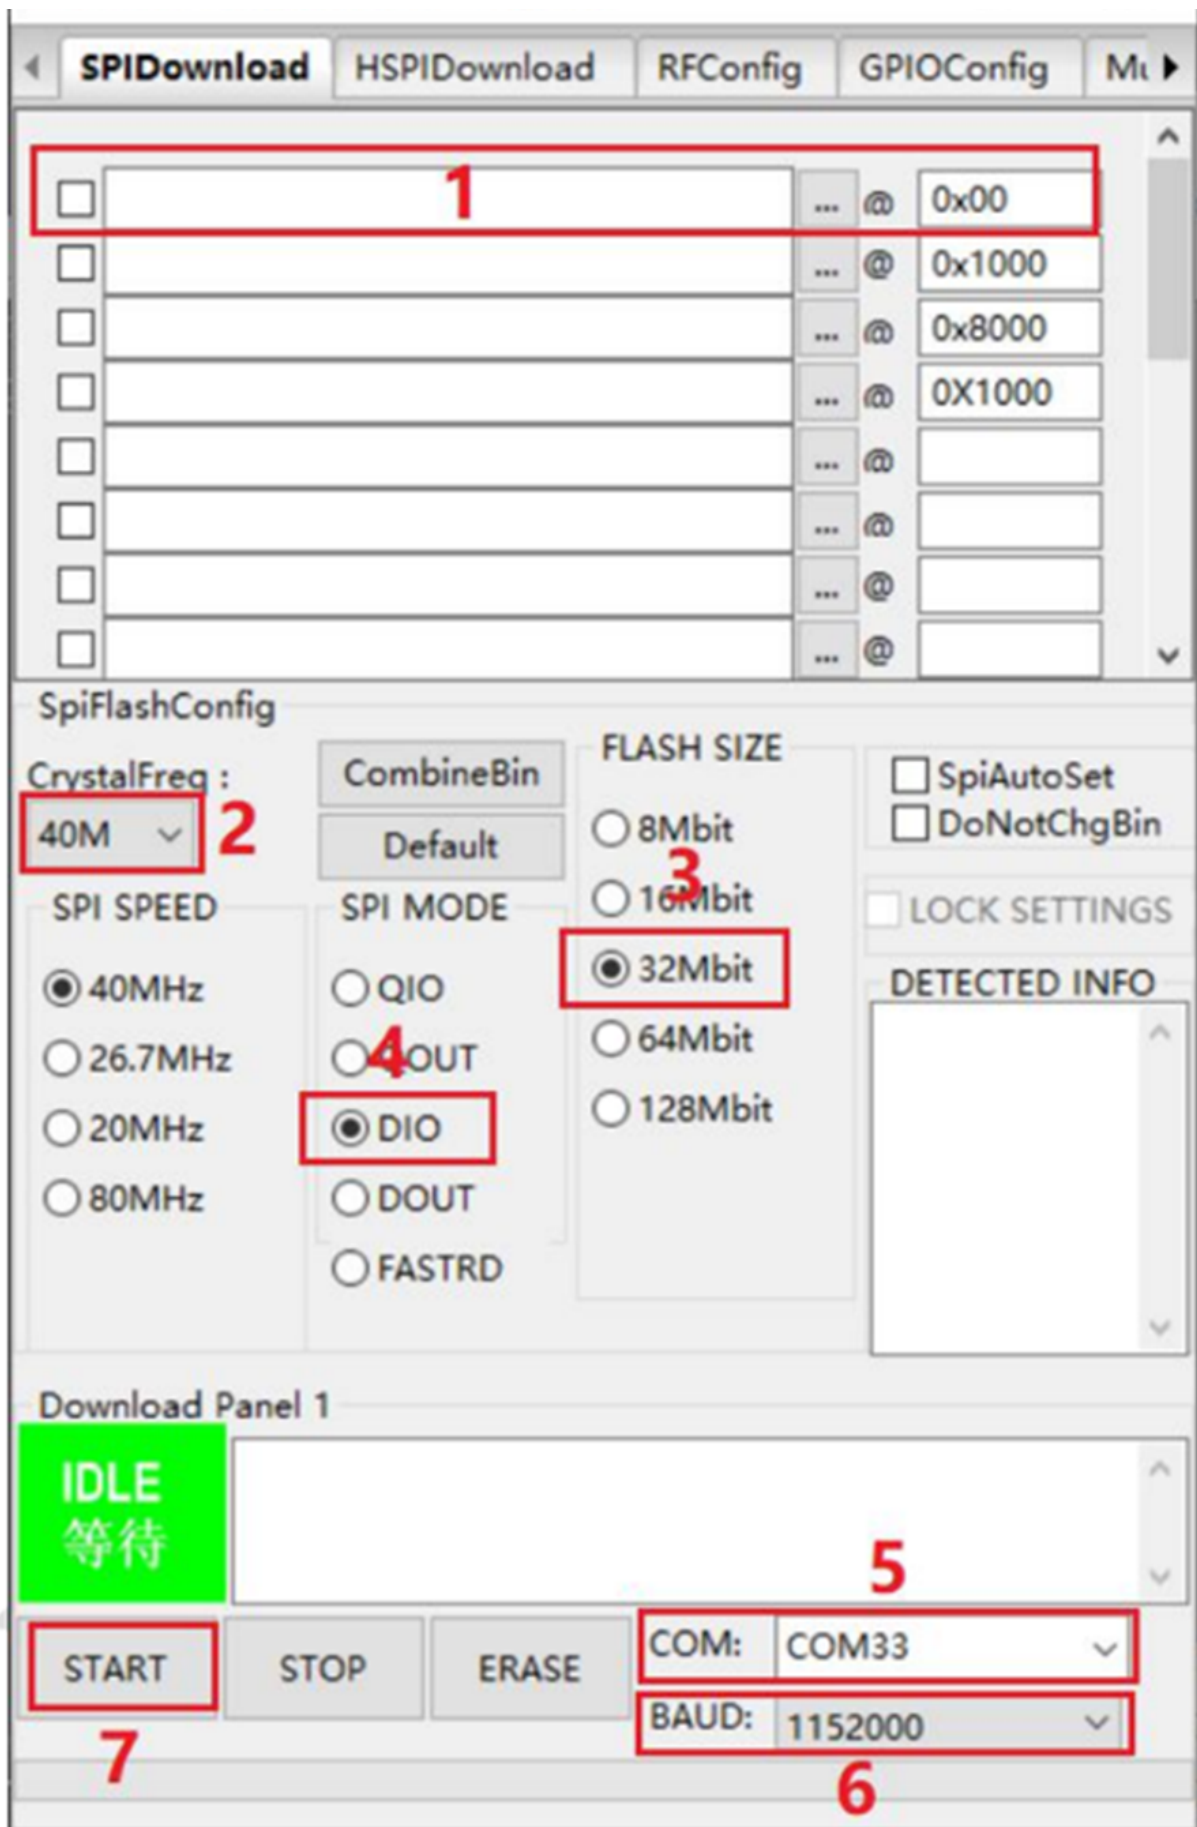 SPIDownload HSPIDownload RFConfig GPIOConfig
1
... @ 0x00
... @ 0x1000
... @ 0x8000
... @ 0X1000
... @
... @
... @
... @
SpiFlashConfig
CrystalFreq :
40M
2
CombineBin
Default
SPI SPEED
40MHz
26.7MHz
20MHz
80MHz
SPI MODE
QIO
4
QOUT
DIO
DOUT
FASTRD
FLASH SIZE
8Mbit
3
16Mbit
32Mbit
64Mbit
128Mbit
SpiAutoSet
DoNotChgBin
LOCK SETTINGS
DETECTED INFO
Download Panel 1
IDLE
等待
5
START STOP ERASE
COM: COM33
BAUD: 1152000
7
6